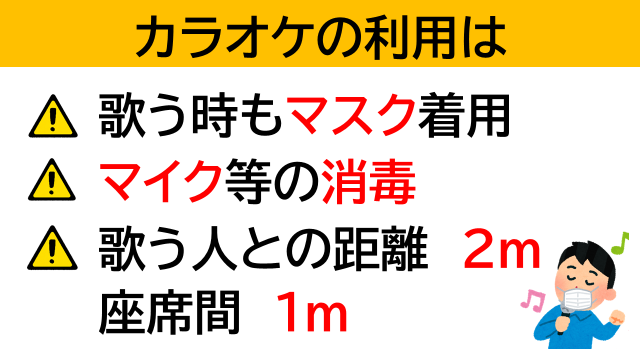 カラオケの利用は
歌う時もマスク着用
マイク等の消毒
歌う人との距離 2m
座席間 1m